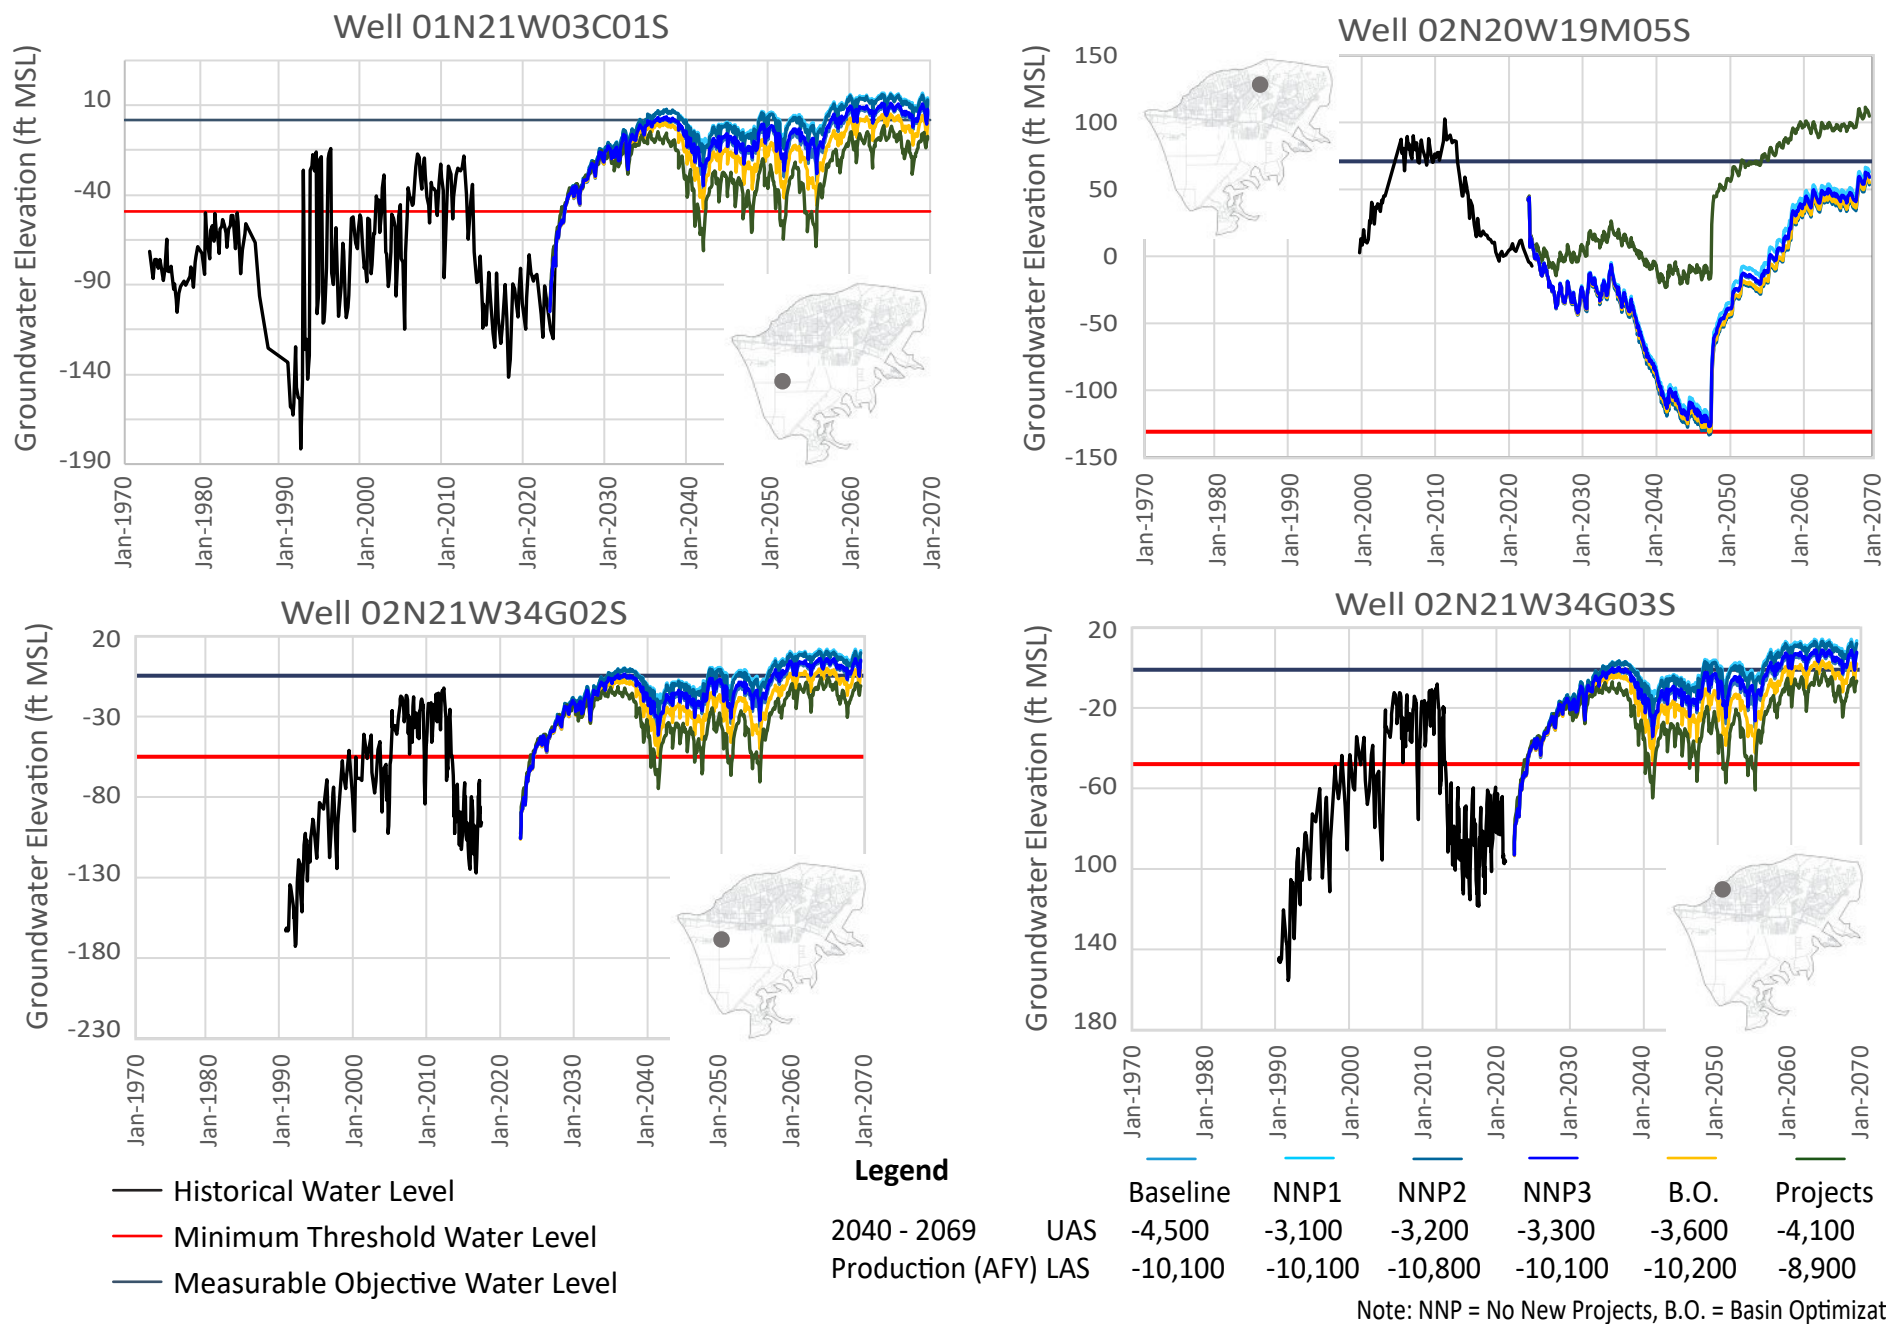 Well 01N21W03C01S
Groundwater Elevation (ft MSL)
10
-40
-90
-140
-190
Jan-1970
Jan-1980
Jan-1990
Jan-2000
Jan-2010
Jan-2020
Jan-2030
Jan-2040
Jan-2050
Jan-2060
Jan-2070
Well 02N20W19M05S
Groundwater Elevation (ft MSL)
150
100
50
0
-50
-100
-150
Jan-1970
Jan-1980
Jan-1990
Jan-2000
Jan-2010
Jan-2020
Jan-2030
Jan-2040
Jan-2050
Jan-2060
Jan-2070
Well 02N21W34G02S
Groundwater Elevation (ft MSL)
20
-30
-80
-130
-180
-230
Jan-1970
Jan-1980
Jan-1990
Jan-2000
Jan-2010
Jan-2020
Jan-2030
Jan-2040
Jan-2050
Jan-2060
Jan-2070
Well 02N21W34G03S
Groundwater Elevation (ft MSL)
20
-20
-60
100
140
180
Jan-1970
Jan-1980
Jan-1990
Jan-2000
Jan-2010
Jan-2020
Jan-2030
Jan-2040
Jan-2050
Jan-2060
Jan-2070
Legend
Historical Water Level
Minimum Threshold Water Level
Measurable Objective Water Level
Baseline NNP1 NNP2 NNP3 B.O. Projects
2040 - 2069 UAS -4,500 -3,100 -3,200 -3,300 -3,600 -4,100
Production (AFY) LAS -10,100 -10,100 -10,800 -10,100 -10,200 -8,900
Note: NNP = No New Projects, B.O. = Basin Optimizat